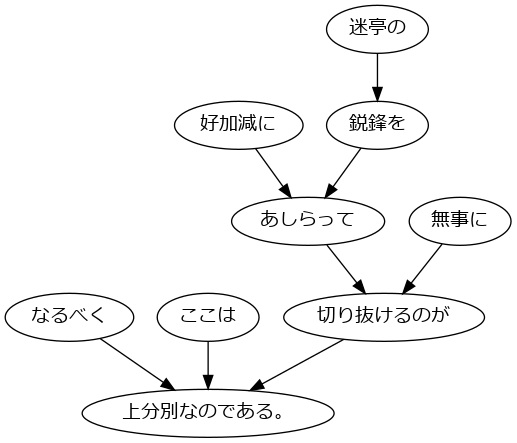 迷亭の
好加減に
鋭鋒を
あしらって
無事に
なるべく
ここは
切り抜けるのが
上分別なのである。